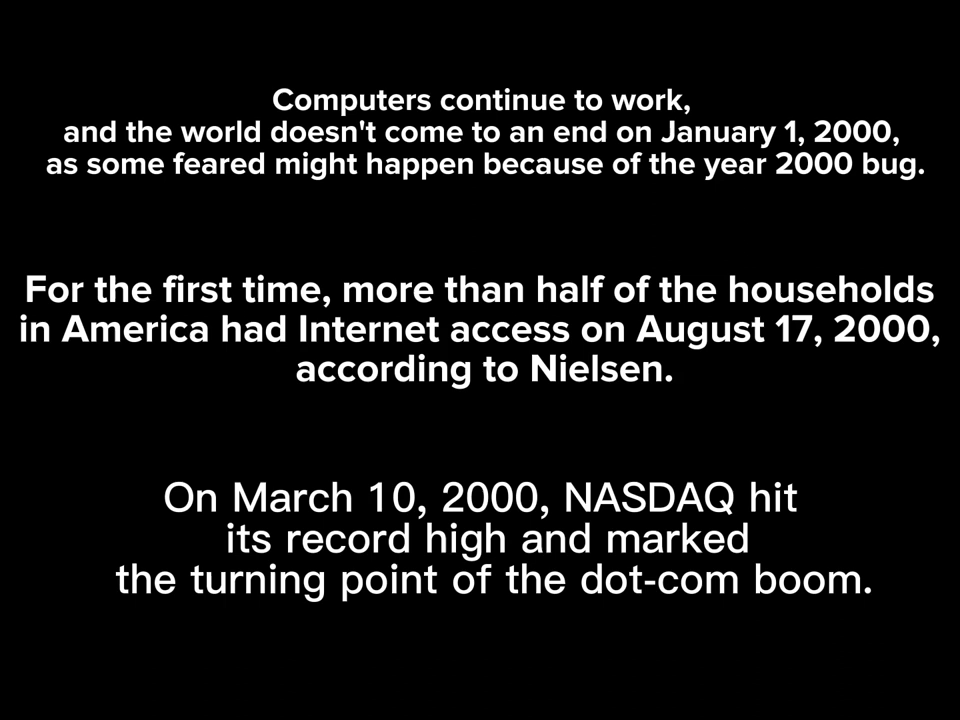 Computers continue to work,
and the world doesn't come to an end on January 1, 2000,
as some feared might happen because of the year 2000 bug.
For the first time, more than half of the households
in America had Internet access on August 17, 2000,
according to Nielsen.
On March 10, 2000, NASDAQ hit
its record high and marked
the turning point of the dot-com boom.